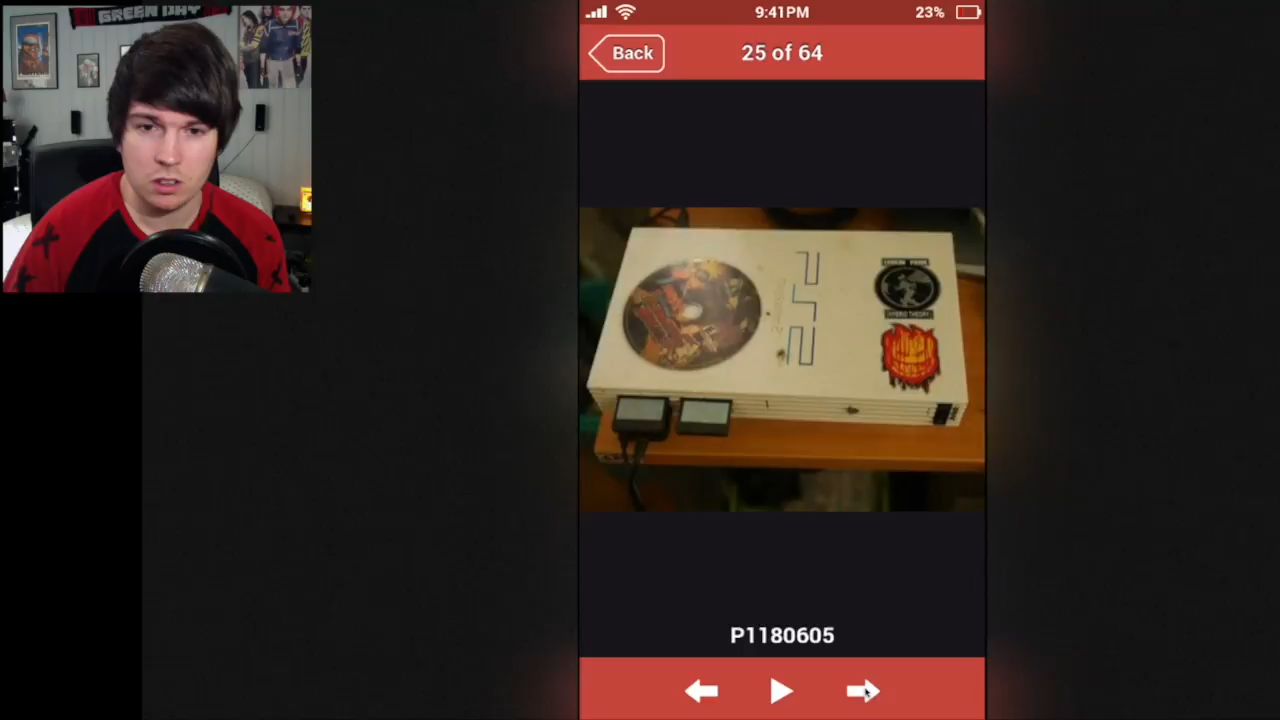 GREEN DAY
9:41PM
23%
Back
25 of 64
PS2
LINKIN PARK
HYBRID THEORY
P1180605